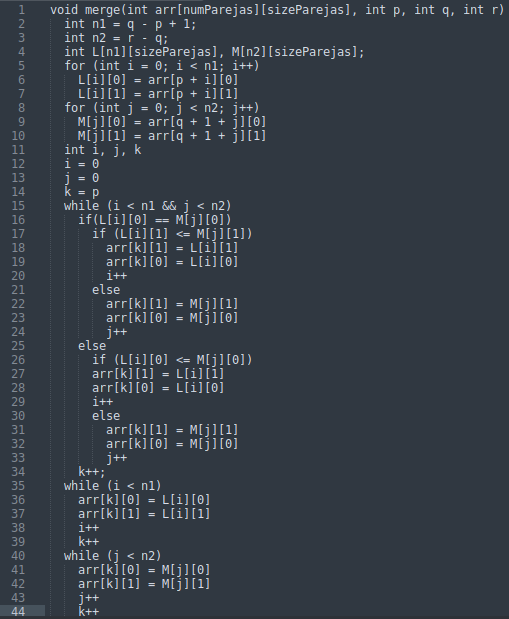 1 void merge(int arr[numParejas][sizeParejas], int p, int q, int r)
2 int n1 = q - p + 1;
3 int n2 = r - q;
4 int L[n1][sizeParejas], M[n2][sizeParejas];
5 for (int i = 0; i < n1; i++)
6 L[i][0] = arr[p + i][0]
7 L[i][1] = arr[p + i][1]
8 for (int j = 0; j < n2; j++)
9 M[j][0] = arr[q + 1 + j][0]
10 M[j][1] = arr[q + 1 + j][1]
11 int i, j, k
12 i = 0
13 j = 0
14 k = p
15 while (i < n1 && j < n2)
16 if(L[i][0] == M[j][0])
17 if (L[i][1] <= M[j][1])
18 arr[k][1] = L[i][1]
19 arr[k][0] = L[i][0]
20 i++
21 else
22 arr[k][1] = M[j][1]
23 arr[k][0] = M[j][0]
24 j++
25 else
26 if (L[i][0] <= M[j][0])
27 arr[k][1] = L[i][1]
28 arr[k][0] = L[i][0]
29 i++
30 else
31 arr[k][1] = M[j][1]
32 arr[k][0] = M[j][0]
33 j++
34 k++;
35 while (i < n1)
36 arr[k][0] = L[i][0]
37 arr[k][1] = L[i][1]
38 i++
39 k++
40 while (j < n2)
41 arr[k][0] = M[j][0]
42 arr[k][1] = M[j][1]
43 j++
44 k++